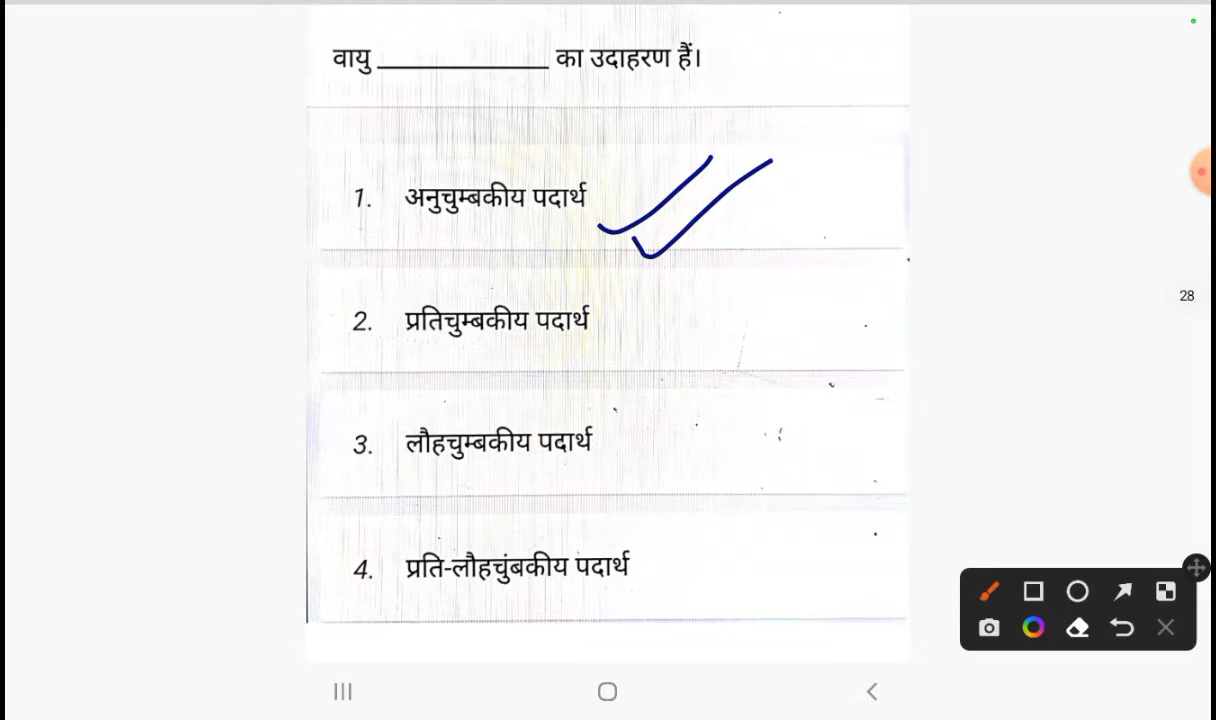 वायु ____________ का उदाहरण हैं।
1. अनुचुम्बकीय पदार्थ
2. प्रतिचुम्बकीय पदार्थ
28
3. लौहचुम्बकीय पदार्थ
4. प्रति-लौहचुंबकीय पदार्थ